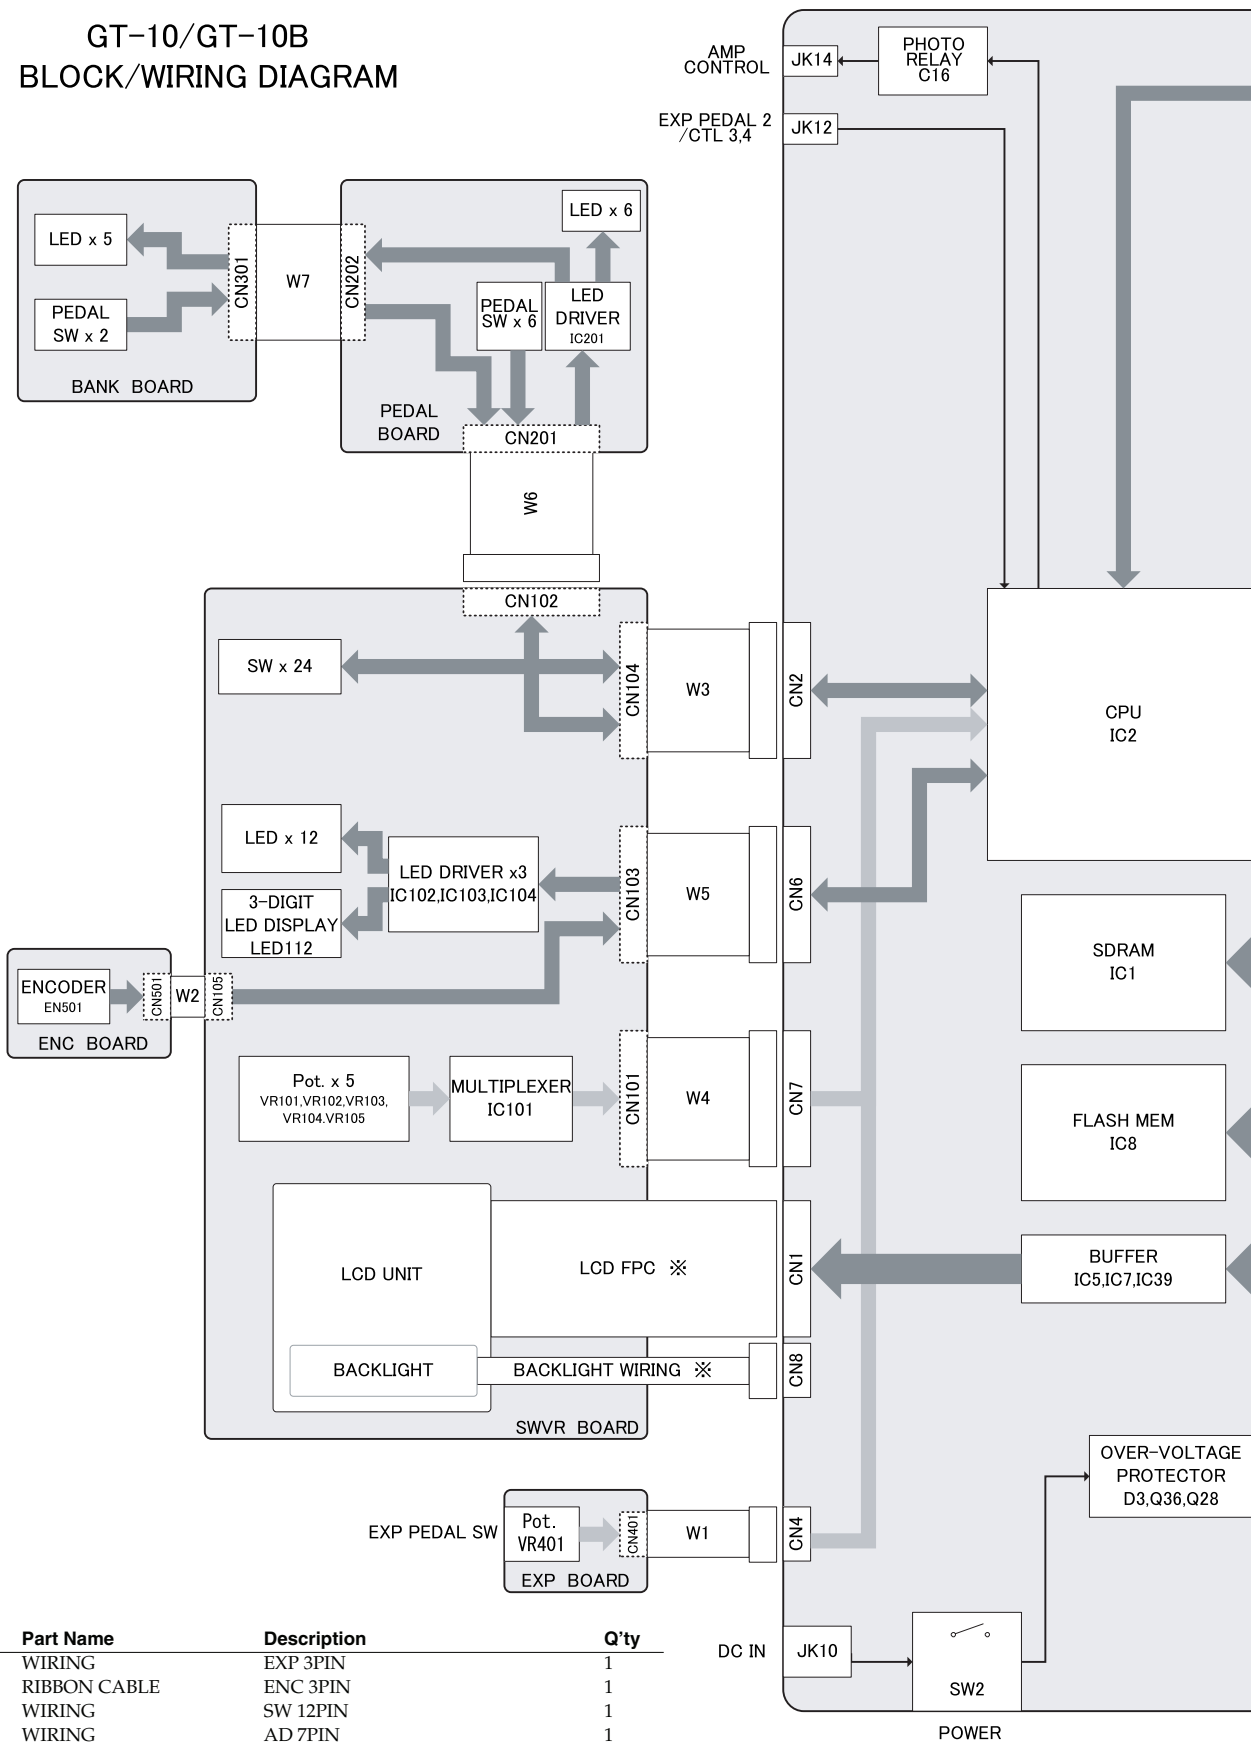 GT-10/GT-10B
BLOCK/WIRING DIAGRAM
AMP
CONTROL
JK14
PHOTO
RELAY
C16
EXP PEDAL 2
/CTL 3,4
JK12
LED x 5
PEDAL
SW x 2
BANK BOARD
CN301
W7
CN202
LED x 6
PEDAL
SW x 6
LED
DRIVER
IC201
PEDAL
BOARD
CN201
W6
CN102
SW x 24
CN104
W3
CN2
CPU
IC2
LED x 12
LED DRIVER x3
IC102,IC103,IC104
3-DIGIT
LED DISPLAY
LED112
CN103
W5
CN6
SDRAM
IC1
ENCODER
EN501
CN501
W2
CN105
ENC BOARD
Pot. x 5
VR101,VR102,VR103,
VR104.VR105
MULTIPLEXER
IC101
CN101
W4
CN7
FLASH MEM
IC8
LCD UNIT
LCD FPC ※
CN1
BUFFER
IC5,IC7,IC39
BACKLIGHT
BACKLIGHT WIRING ※
CN8
SWVR BOARD
OVER-VOLTAGE
PROTECTOR
D3,Q36,Q28
EXP PEDAL SW
Pot.
VR401
CN401
W1
CN4
EXP BOARD
DC IN
JK10
SW2
POWER
Part Name Description Q'ty
WIRING EXP 3PIN 1
RIBBON CABLE ENC 3PIN 1
WIRING SW 12PIN 1
WIRING AD 7PIN 1